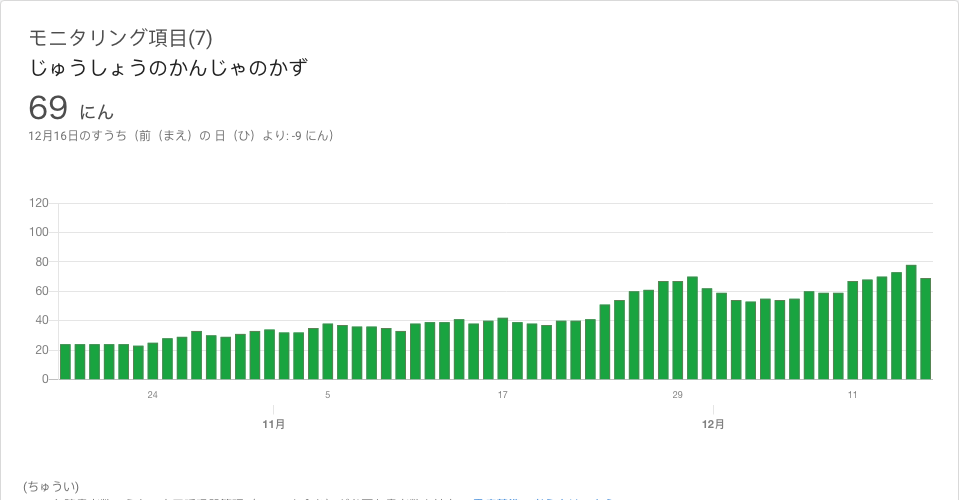 モニタリング項目(7)
じゅうしょうのかんじゃのかず
69 にん
12月16日のすうち（前（まえ）の 日（ひ）より: -9 にん）
120
100
80
60
40
20
0
24
5
17
29
11
11月
12月
(ちゅうい)